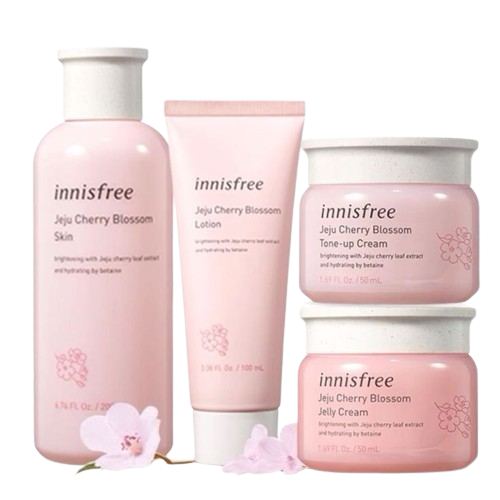 innisfree
Jeju Cherry Blossom
Skin
brightening with Jeju cherry leaf extract
and hydrating by betaine
6.76 FL Oz. / 200
innisfree
Jeju Cherry Blossom
Lotion
brightening with Jeju cherry leaf extract
and hydrating by betaine
3.38 FL Oz. / 100 mL
innisfree
Jeju Cherry Blossom
Tone-up Cream
brightening with Jeju cherry leaf extract
and hydrating by betaine
1.69 FL Oz. / 50 mL
innisfree
Jeju Cherry Blossom
Jelly Cream
brightening with Jeju cherry leaf extract
and hydrating by betaine
1.69 FL Oz. / 50 mL